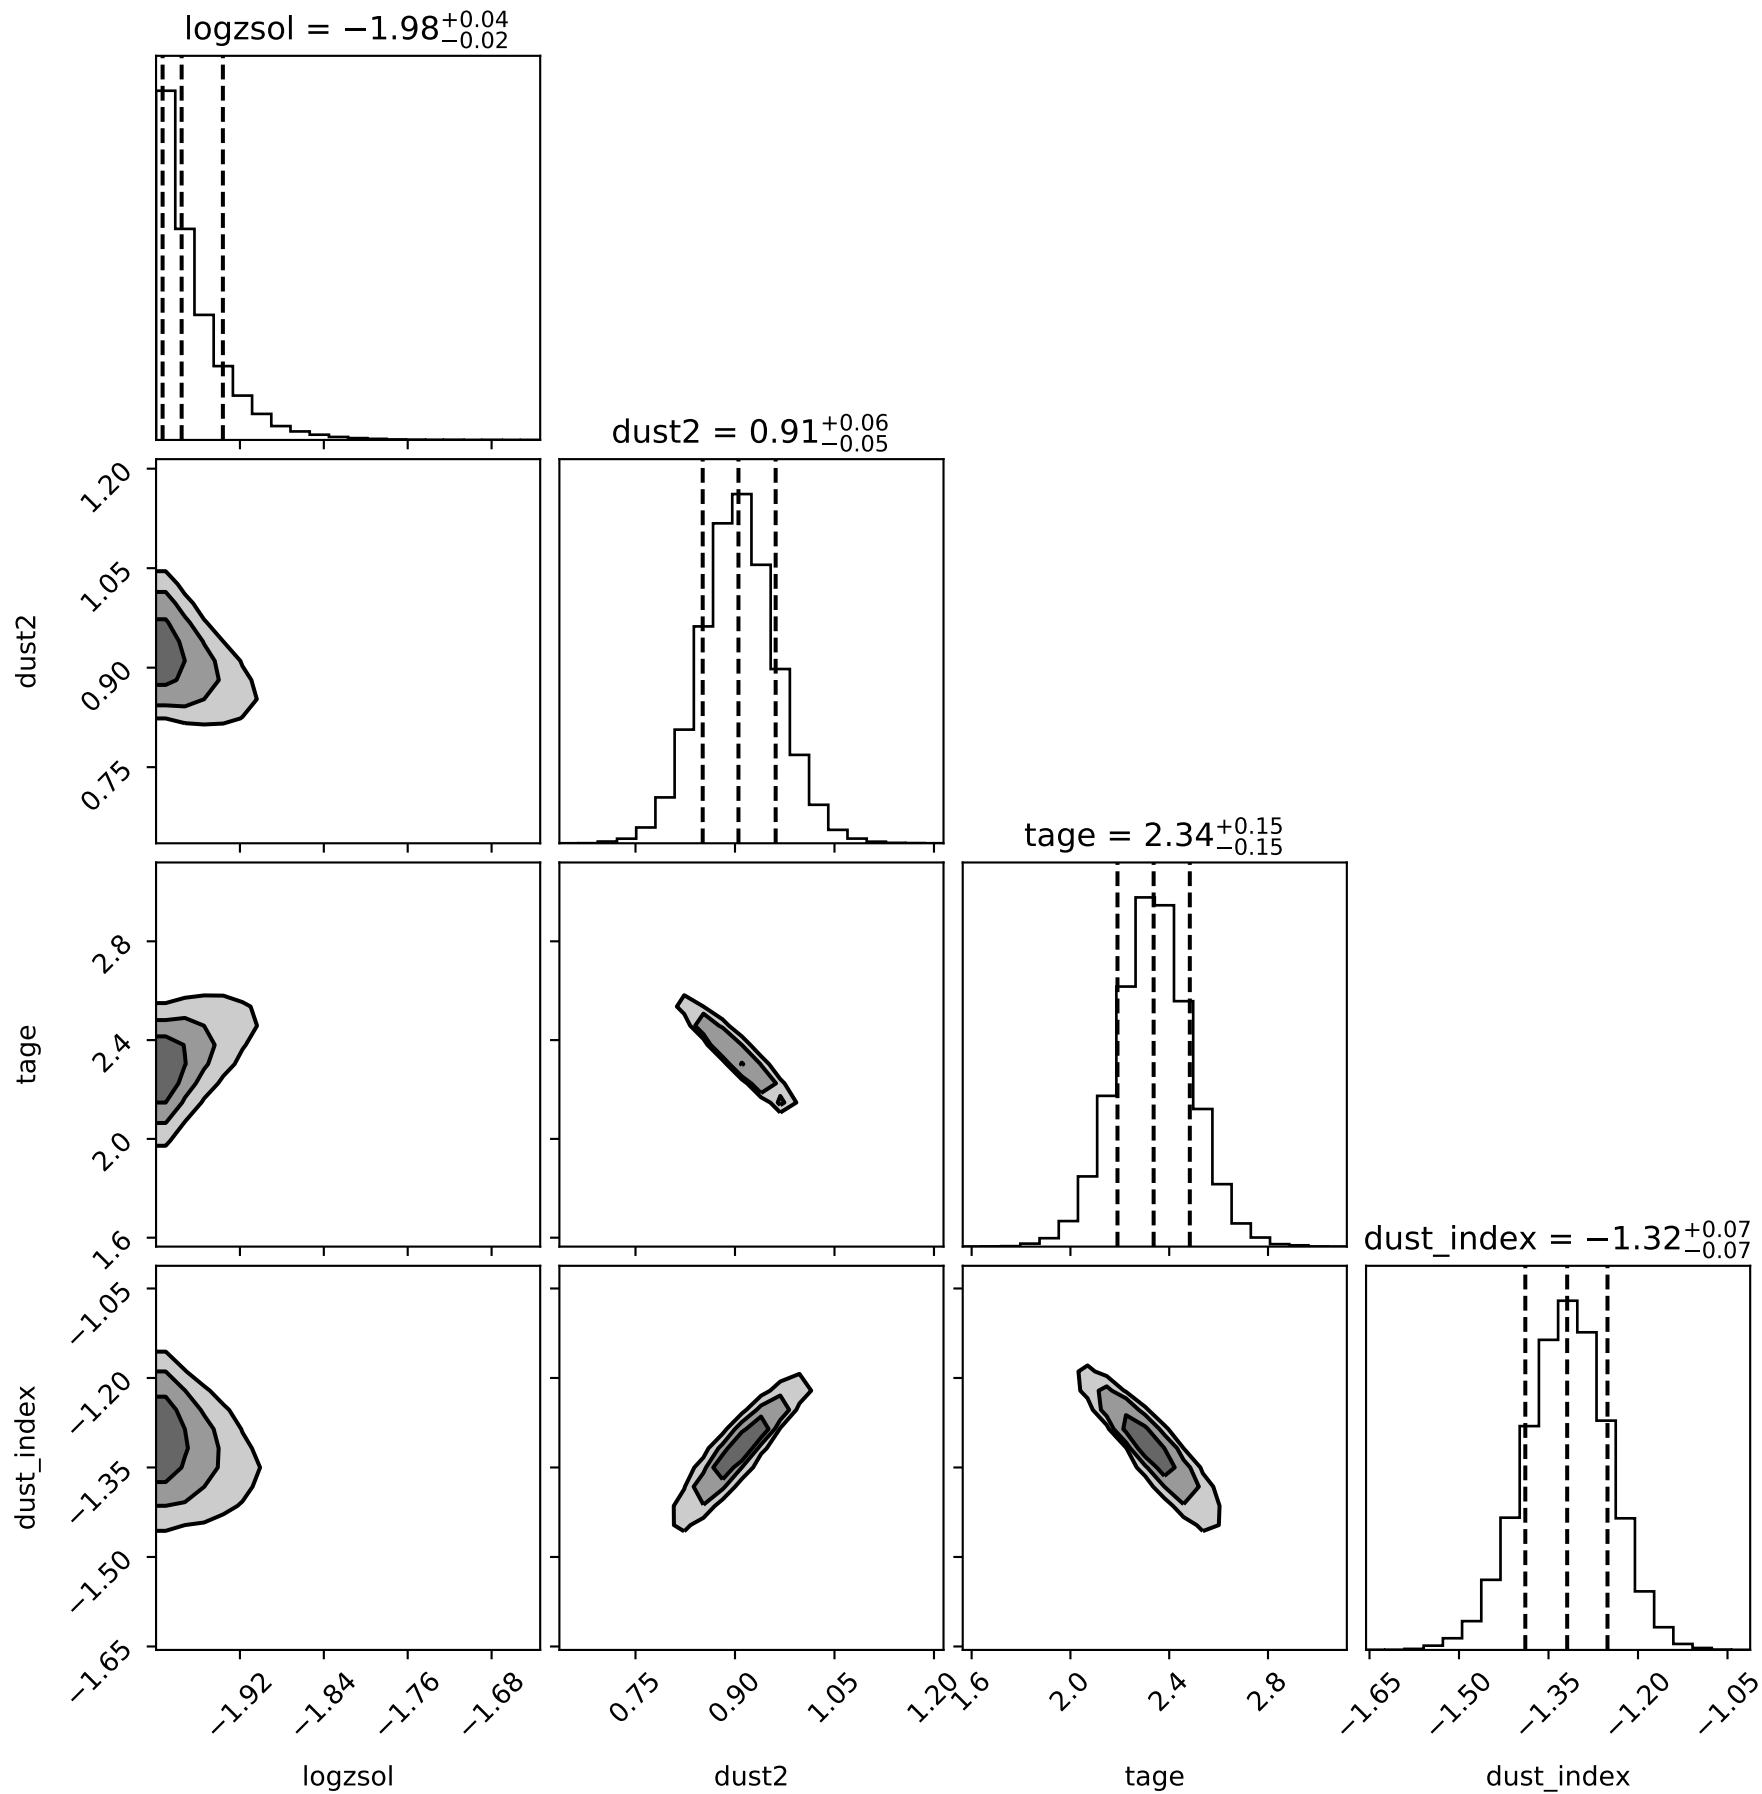 logzsol = −1.98 +0.04 −0.02
dust2 = 0.91 +0.06 −0.05
1.20
1.05
0.90
0.75
dust2
tage = 2.34 +0.15 −0.15
2.8
2.4
2.0
1.6
tage
dust_index = −1.32 +0.07 −0.07
−1.05
−1.20
−1.35
−1.50
−1.65
dust_index
−1.92 −1.84 −1.76 −1.68
0.75 0.90 1.05 1.20
1.6 2.0 2.4 2.8
−1.65 −1.50 −1.35 −1.20 −1.05
logzsol dust2 tage dust_index